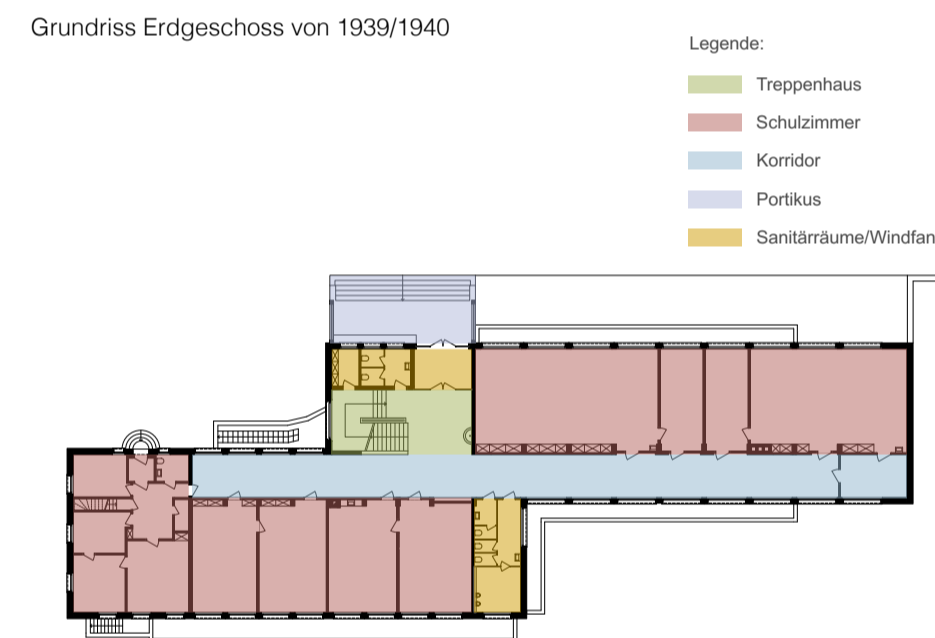 Grundriss Erdgeschoss von 1939/1940
Legende:
Treppenhaus
Schulzimmer
Korridor
Portikus
Sanitärräume/Windfan